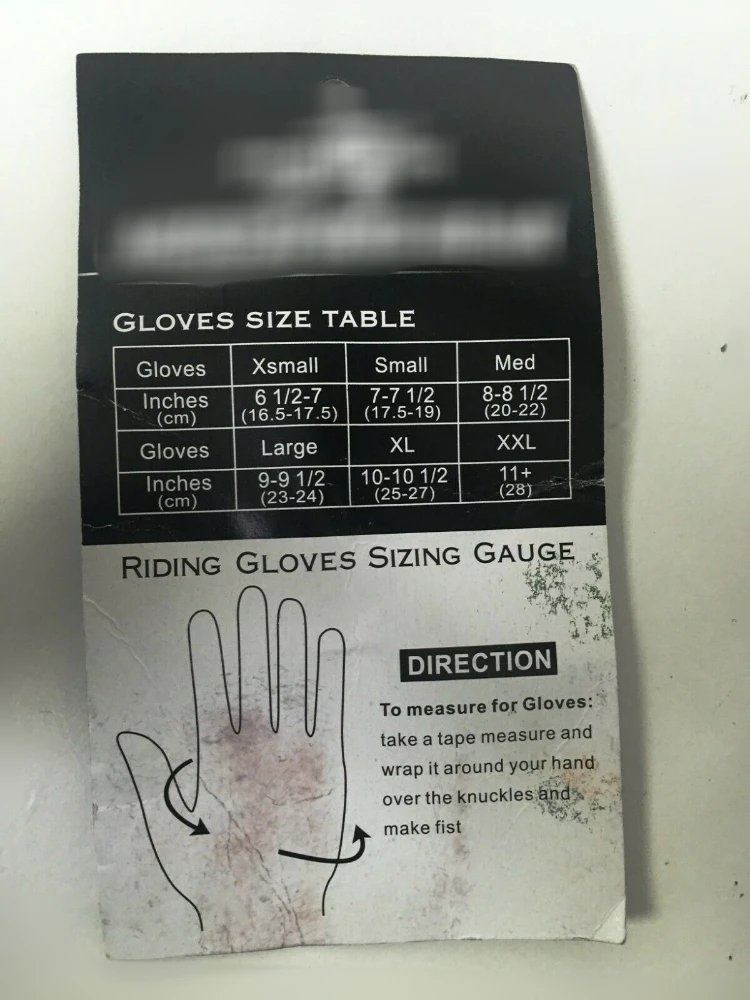 GLOVES SIZE TABLE
Gloves Xsmall Small Med
Inches 6 1/2-7 7-7 1/2 8-8 1/2
(cm) (16.5-17.5) (17.5-19) (20-22)
Gloves Large XL XXL
Inches 9-9 1/2 10-10 1/2 11+
(cm) (23-24) (25-27) (28)
RIDING GLOVES SIZING GAUGE
DIRECTION
To measure for Gloves:
take a tape measure and
wrap it around your hand
over the knuckles and
make fist